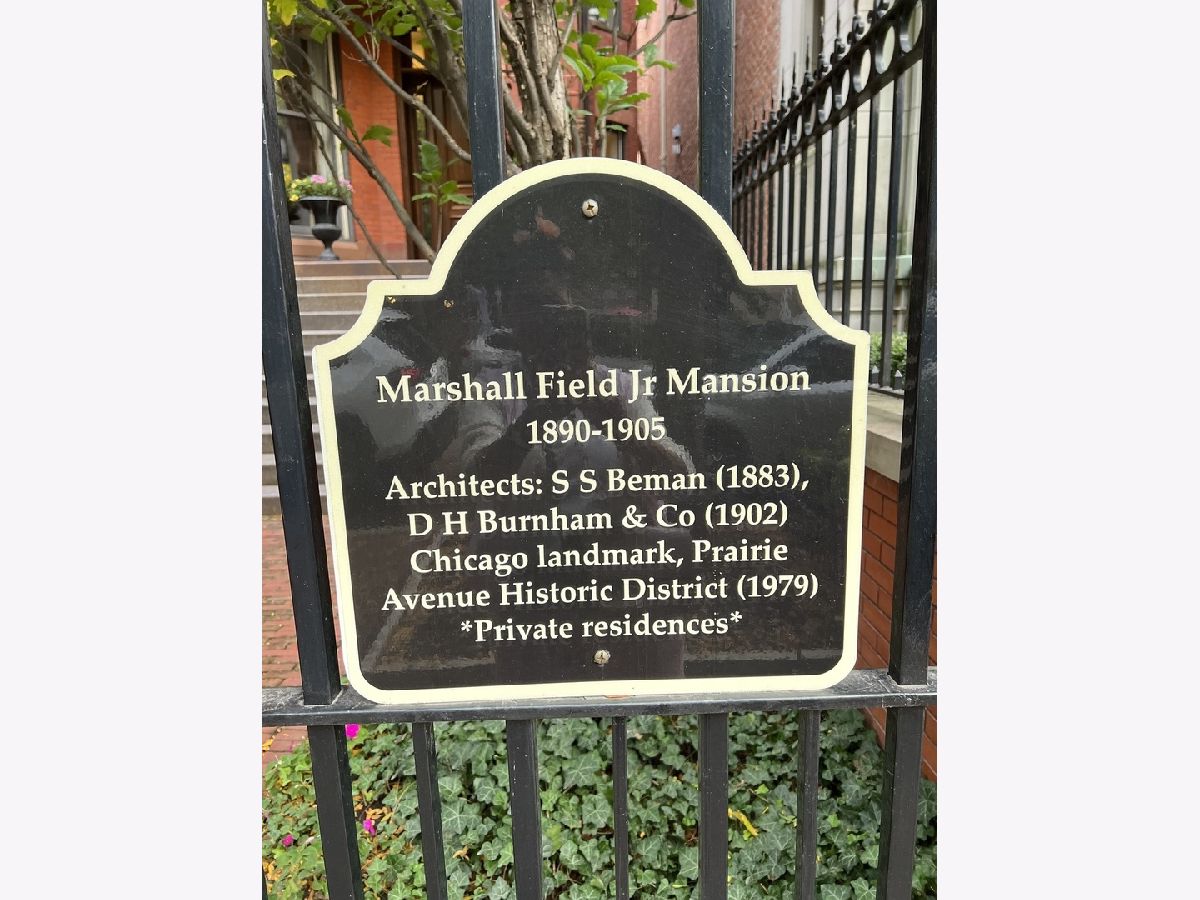 Marshall Field Jr Mansion
1890-1905
Architects: S S Beman (1883),
D H Burnham & Co (1902)
Chicago landmark, Prairie
Avenue Historic District (1979)
*Private residences*